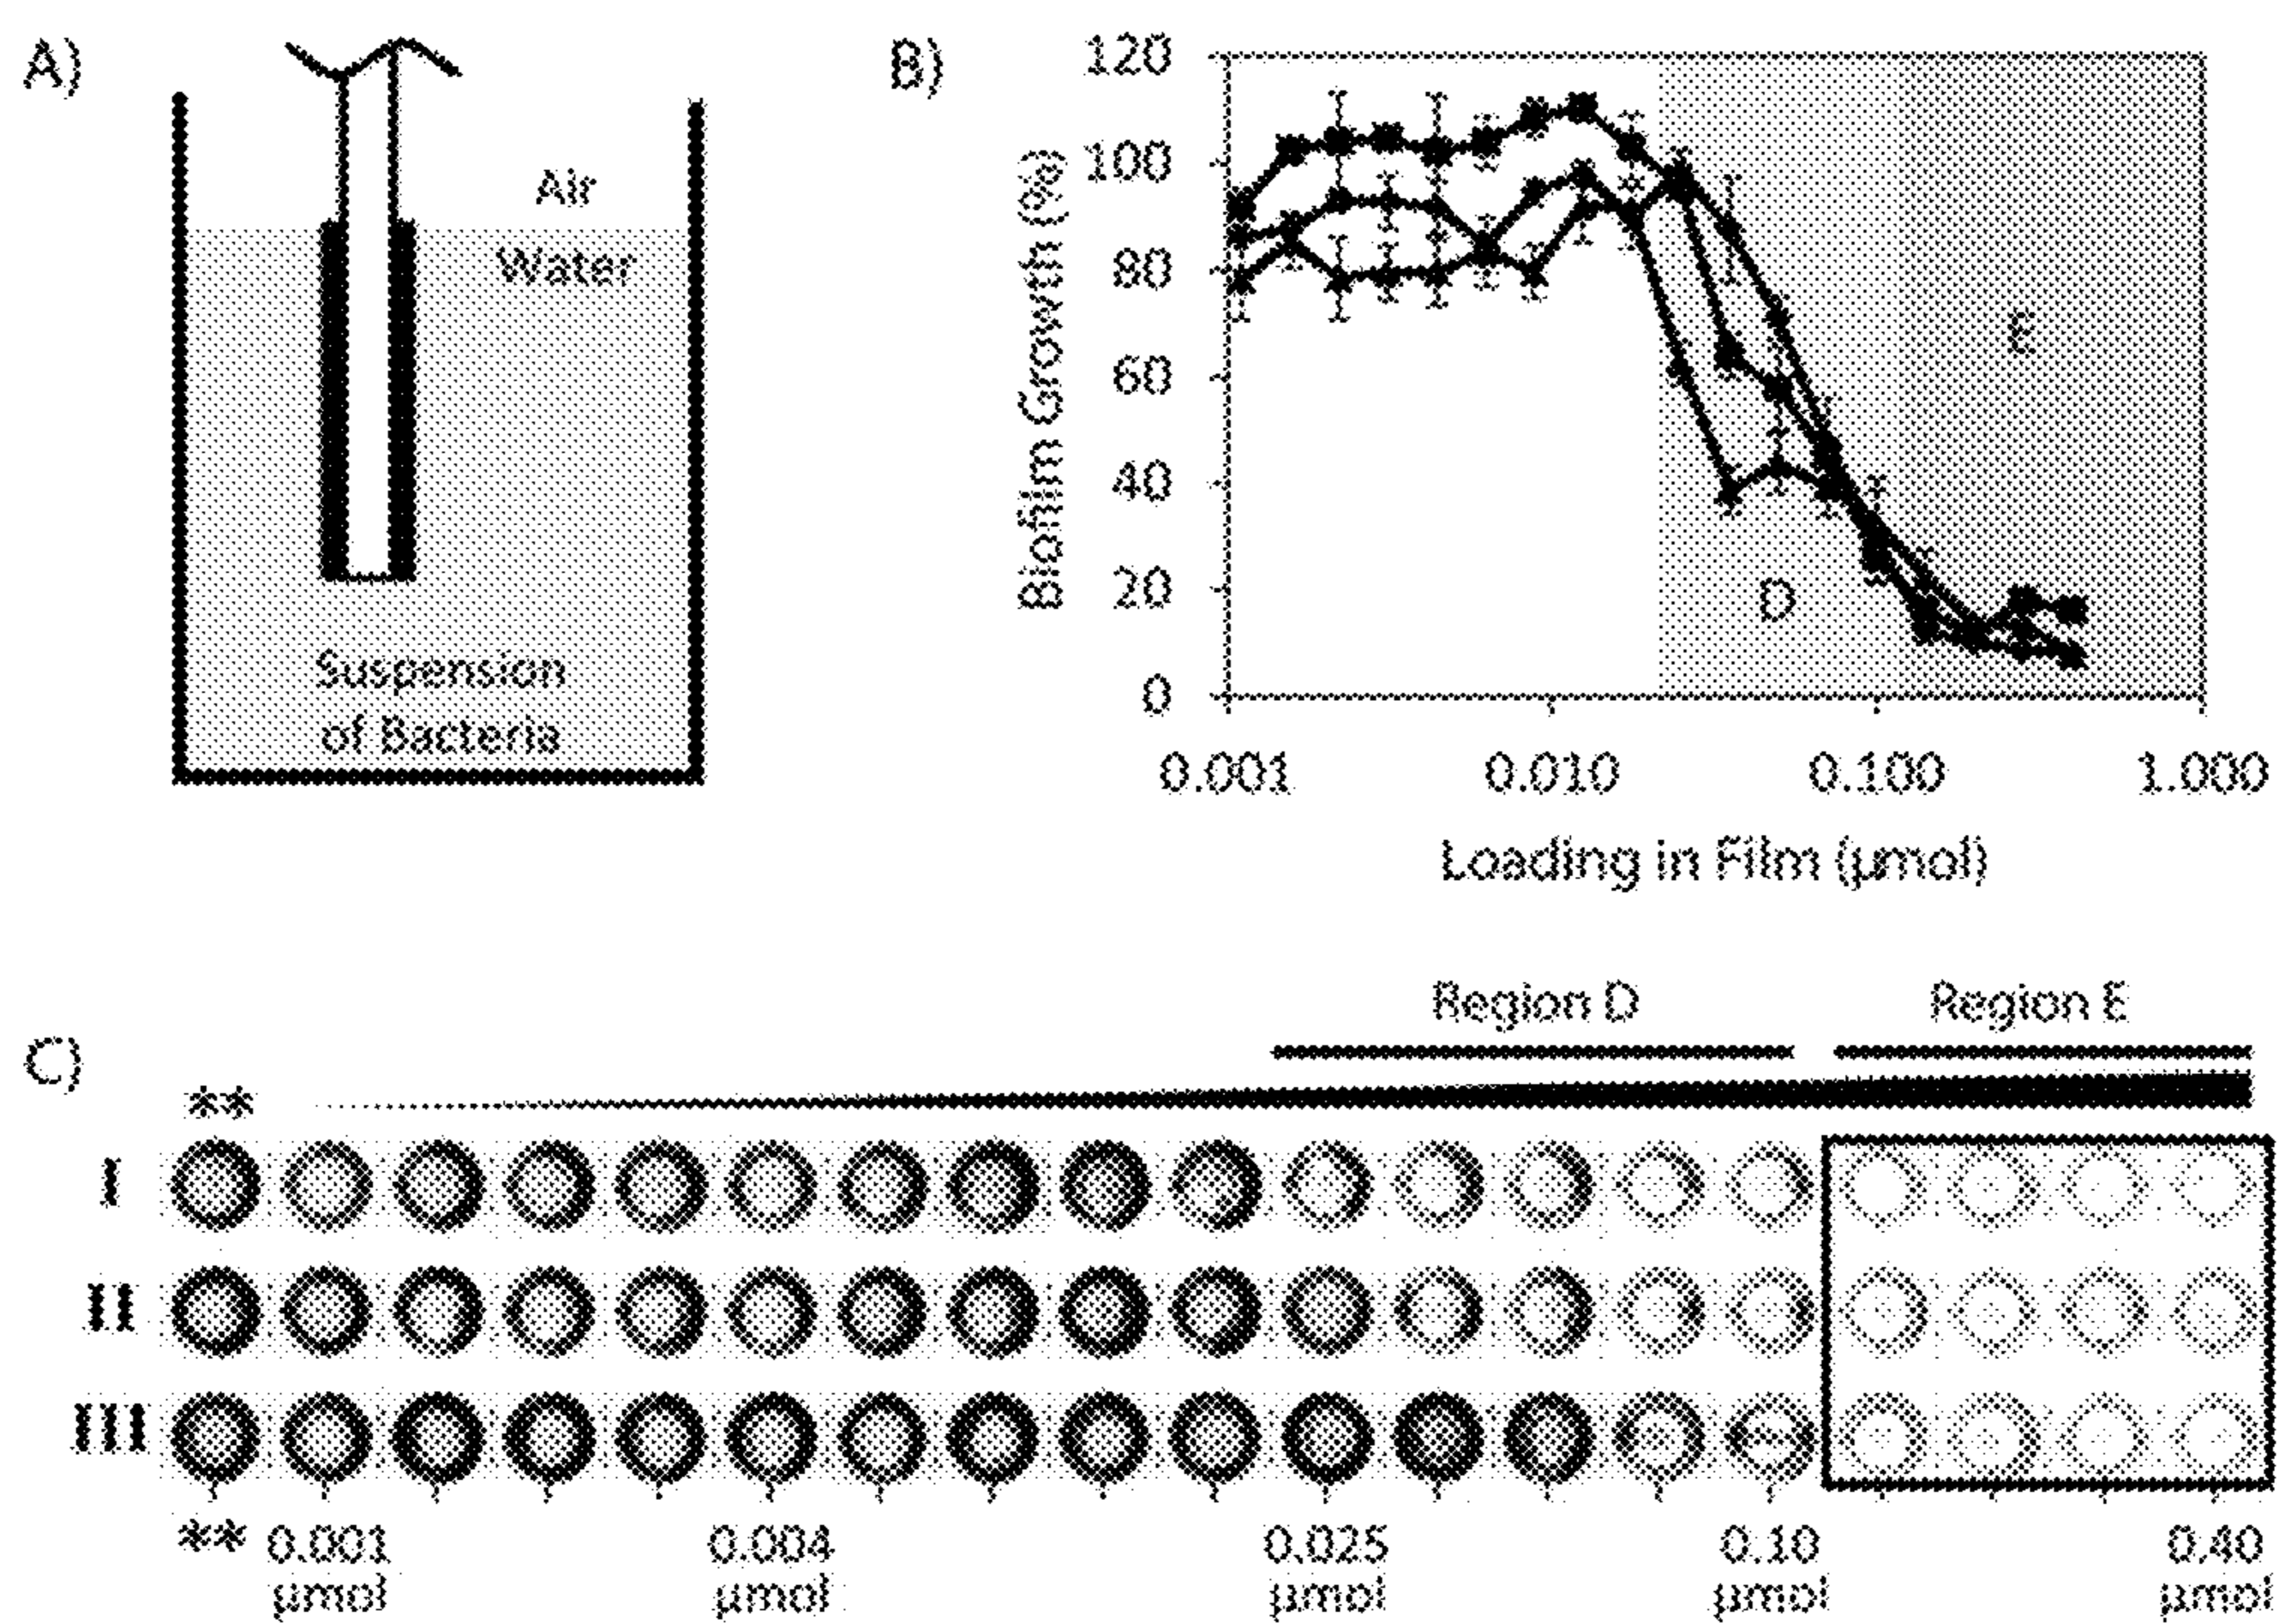 A)
Air
Water
Suspension
of Bacteria
B)
Biofilm Growth (%)
120
100
80
60
40
20
0
E
D
0.001 0.010 0.100 1.000
Loading in Film (µmol)
C)
Region D Region E
**
I
II
III
** 0.001 0.004 0.025 0.10 0.40
µmol µmol µmol µmol µmol